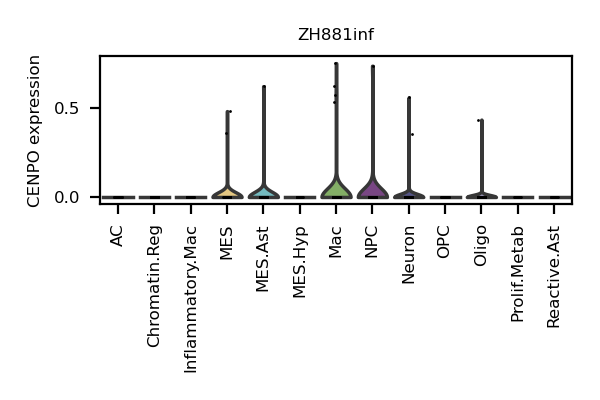 ZH881inf
CENPO expression
0.5
0.0
AC
Chromatin.Reg
Inflammatory.Mac
MES
MES.Ast
MES.Hyp
Mac
NPC
Neuron
OPC
Oligo
Prolif.Metab
Reactive.Ast